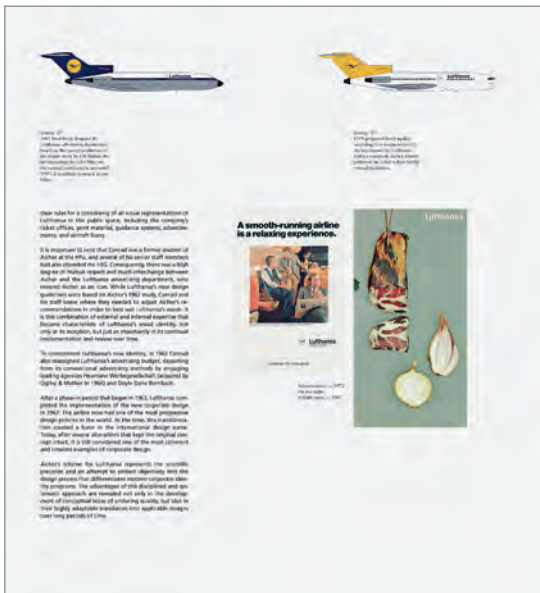 Lufthansa
Lufthansa
clear rules for a consistency of all visual representations of
Lufthansa in the public space, including the company's
ticket offices, print material, guidance systems, advertise-
ments, and aircraft livery.
It is important to note that Conrad was a former student of
Aicher at the HfG, and several of his senior staff members
had also attended the HfG. Consequently, there was a high
degree of mutual respect and much interchange between
Aicher and the Lufthansa advertising department, who
revered Aicher as an icon. While Lufthansa's new design
guidelines were based on Aicher's 1962 study, Conrad and
his staff knew where they needed to adjust Aicher's re-
commendations in order to best suit Lufthansa's needs. It
is this combination of external and internal expertise that
became characteristic of Lufthansa's visual identity, not
only at its inception, but just as importantly in its continual
implementation and review over time.
To complement Lufthansa's new identity, in 1962 Conrad
also reassigned Lufthansa's advertising budget, departing
from its conventional advertising methods by engaging
leading agencies Heumann Werbegesellschaft (acquired by
Ogilvy & Mather in 1964) and Doyle Dane Bernbach.
After a phase-in period that began in 1963, Lufthansa com-
pleted the implementation of the new corporate design
in 1967. The airline now had one of the most progressive
design policies in the world. At the time, this transforma-
tion created a furor in the international design scene.
Today, after several alterations that kept the original con-
cept intact, it is still considered one of the most coherent
and timeless examples of corporate design.
Aicher's scheme for Lufthansa represents the scientific
precision and an attempt to embed objectivity into the
design process that differentiates modern corporate iden-
tity programs. The advantages of this disciplined and sys-
tematic approach are revealed not only in the develop-
ment of conceptual ideas of enduring quality, but also in
their highly adaptable translation into applicable designs
over long periods of time.
A smooth-running airline
is a relaxing experience.
Lufthansa
Lufthansa